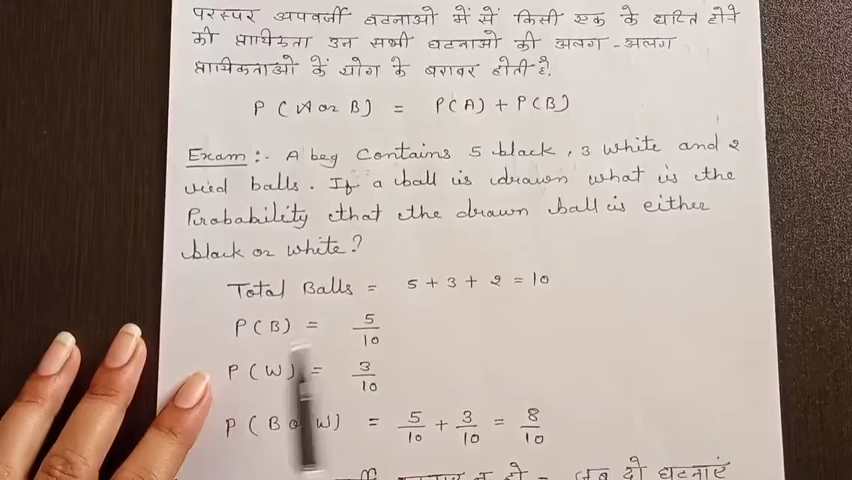 परस्पर अपवर्जी घटनाओ में सें किसी एक के घटित होने
की प्रायिकता उन सभी घटनाओ की अलग - अलग
प्रायिकताओ कें योग के बराबर होती है.
P ( A or B ) = P(A) + P(B)
Exam :- A beg contains 5 black , 3 white and 2
red balls . If a ball is drawn what is the
Probability that the drawn ball is either
black or white ?
Total Balls = 5 + 3 + 2 = 10
P(B) = 5/10
P(W) = 3/10
P(B or W) = 5/10 + 3/10 = 8/10
न हो - जब दो घटनाएं